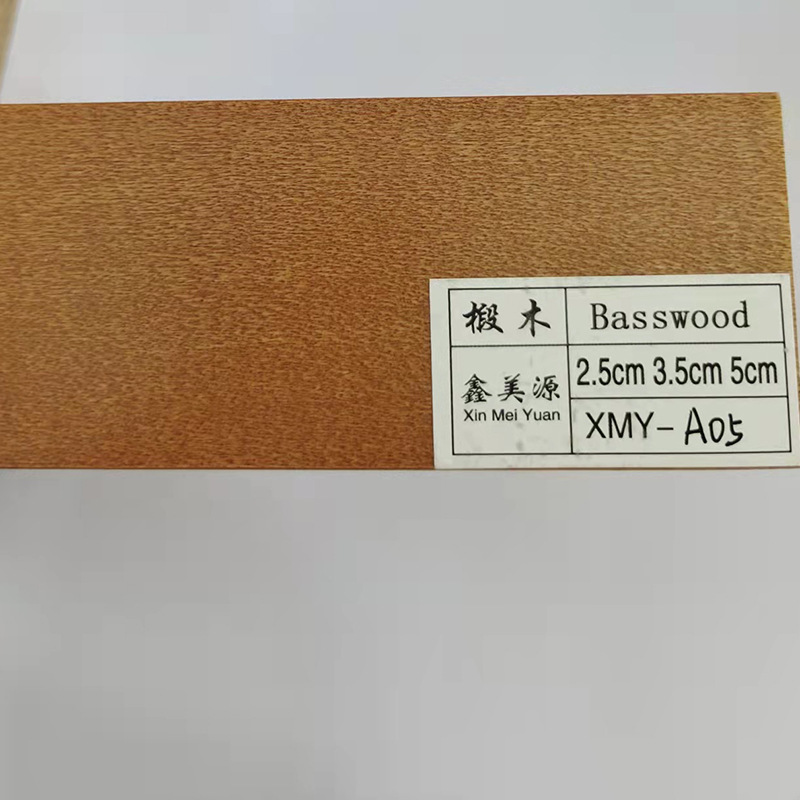 椴木
Basswood
鑫美源
Xin Mei Yuan
2.5cm 3.5cm 5cm
XMY-A05